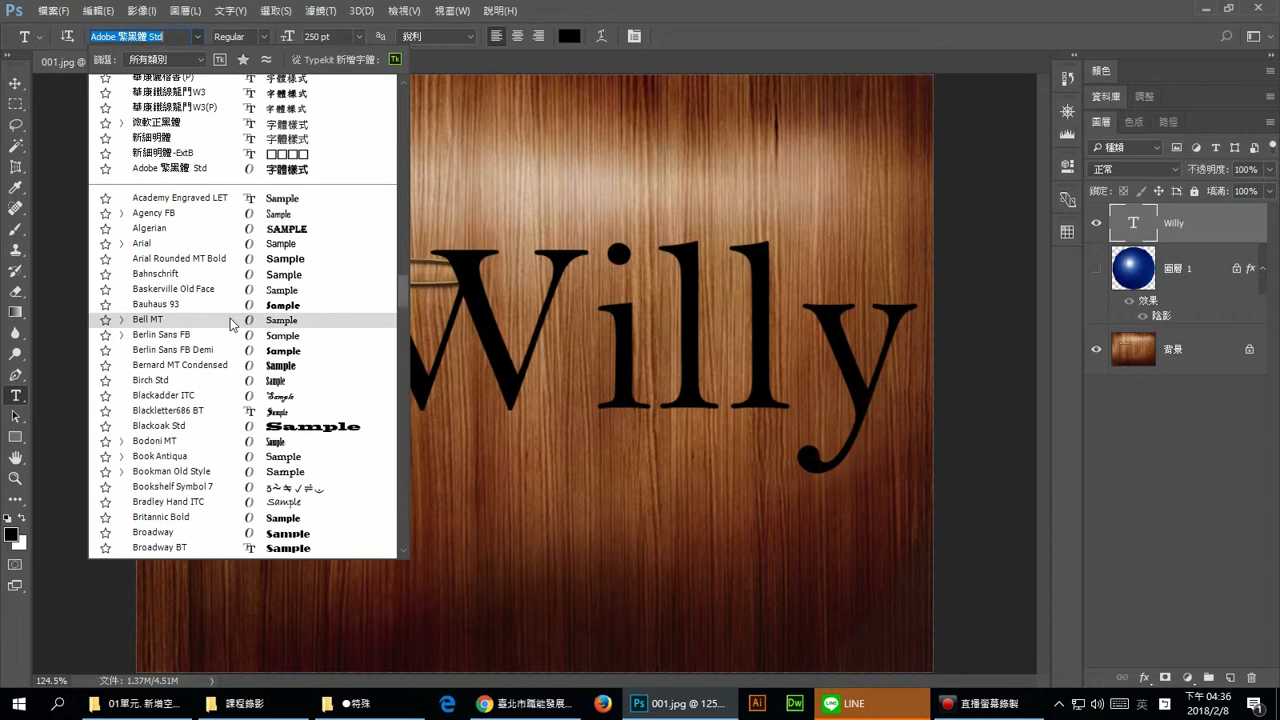 檔案(F) 編輯(E) 影像(I) 圖層(L) 文字(Y) 選取(S) 濾鏡(T) 3D(D) 檢視(V) 視窗(W) 說明(H)
Adobe 繁黑體 Std Regular 250 pt 銳利
篩選: 所有類別 從 Typekit 新增字體:
001.jpg @
華康儷楷書(P) 字體樣式
華康鐵線龍門W3 字體樣式
華康鐵線龍門W3(P) 字體樣式
微軟正黑體 字體樣式
新細明體 字體樣式
新細明體-ExtB
Adobe 繁黑體 Std 字體樣式
Academy Engraved LET Sample
Agency FB Sample
Algerian SAMPLE
Arial Sample
Arial Rounded MT Bold Sample
Bahnschrift Sample
Baskerville Old Face Sample
Bauhaus 93 Sample
Bell MT Sample
Berlin Sans FB Sample
Berlin Sans FB Demi Sample
Bernard MT Condensed Sample
Birch Std Sample
Blackadder ITC Sample
Blackletter686 BT Sample
Blackoak Std Sample
Bodoni MT Sample
Book Antiqua Sample
Bookman Old Style Sample
Bookshelf Symbol 7
Bradley Hand ITC Sample
Britannic Bold Sample
Broadway Sample
Broadway BT Sample
Willy
顏色
資料庫 調整
圖層 色版 路徑
種類
正常 不透明度: 100%
鎖定: 填滿: 100%
T Willy
圖層 1 fx
效果
陰影
背景
124.5% 文件: 1.37M/4.51M
01單元. 新增空... 課程錄影 ●特殊 臺北市職能發展... 001.jpg @ 125... LINE 直播螢幕錄製 英 下午 04:36
2018/2/8